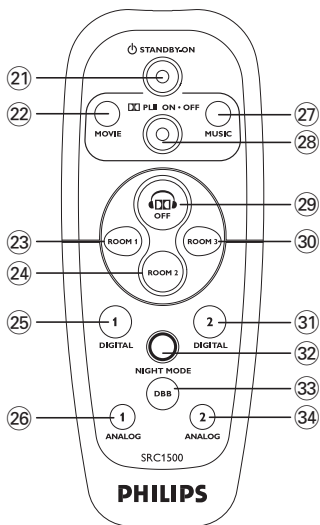 ⏻ STANDBY•ON
21
22
27
PL II ON • OFF
MOVIE
MUSIC
28
OFF
29
23
ROOM 1
ROOM 3
30
24
ROOM 2
25
1
2
31
DIGITAL
DIGITAL
32
NIGHT MODE
DBB
33
26
1
2
34
ANALOG
ANALOG
SRC1500
PHILIPS